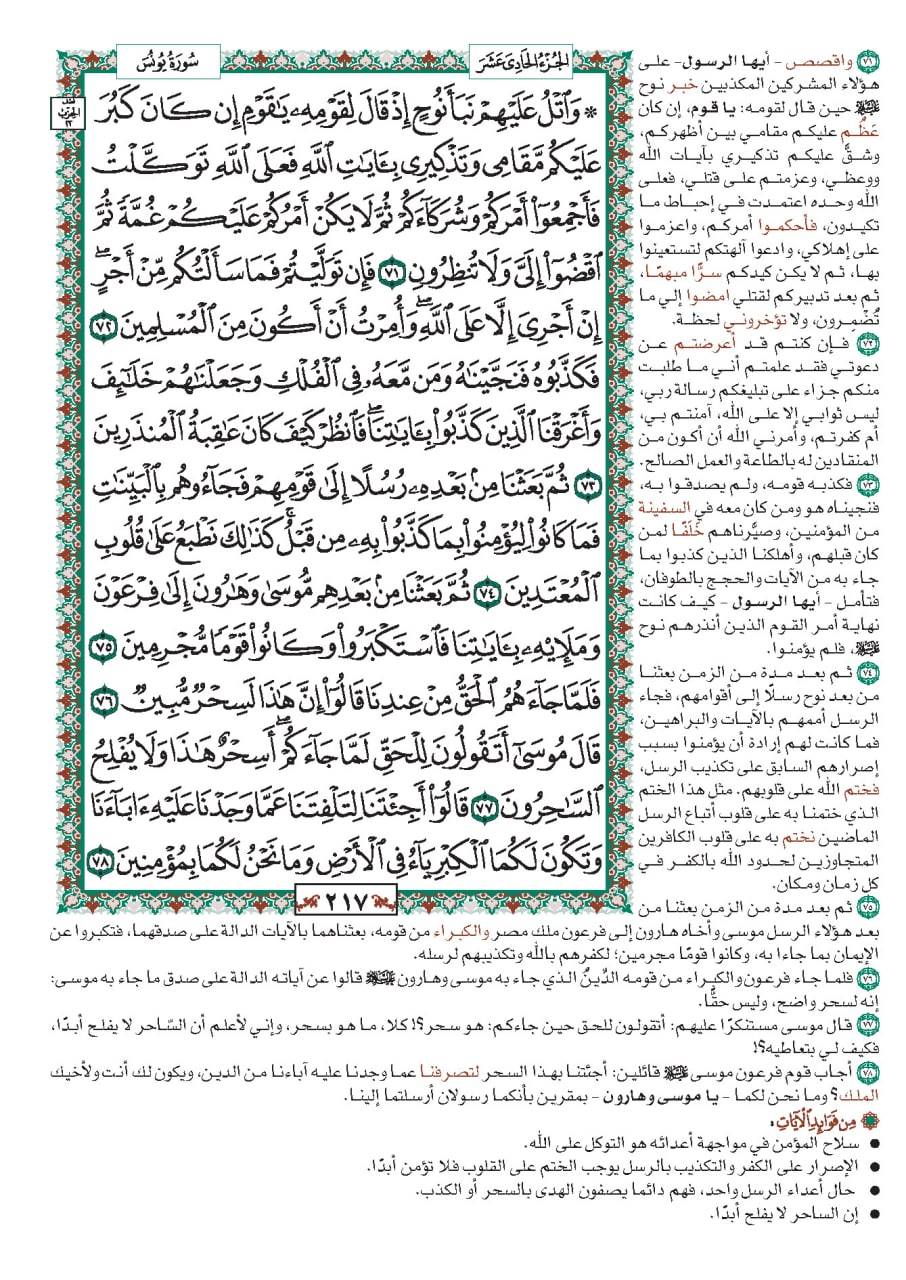 سُورَةُ يُونُسَ
الجُزْءُ الحَادِيَ عَشَرَ
* وَٱتۡلُ عَلَيۡهِمۡ نَبَأَ نُوحٍ إِذۡ قَالَ لِقَوۡمِهِۦ يَٰقَوۡمِ إِن كَانَ كَبُرَ
عَلَيۡكُم مَّقَامِي وَتَذۡكِيرِي بِـَٔايَٰتِ ٱللَّهِ فَعَلَى ٱللَّهِ تَوَكَّلۡتُ
فَأَجۡمِعُوٓاْ أَمۡرَكُمۡ وَشُرَكَآءَكُمۡ ثُمَّ لَا يَكُنۡ أَمۡرُكُمۡ عَلَيۡكُمۡ غُمَّةٗ ثُمَّ
ٱقۡضُوٓاْ إِلَيَّ وَلَا تُنظِرُونِ ٧١ فَإِن تَوَلَّيۡتُمۡ فَمَا سَأَلۡتُكُم مِّنۡ أَجۡرٍۖ
إِنۡ أَجۡرِيَ إِلَّا عَلَى ٱللَّهِۖ وَأُمِرۡتُ أَنۡ أَكُونَ مِنَ ٱلۡمُسۡلِمِينَ ٧٢
فَكَذَّبُوهُ فَنَجَّيۡنَٰهُ وَمَن مَّعَهُۥ فِي ٱلۡفُلۡكِ وَجَعَلۡنَٰهُمۡ خَلَٰٓئِفَ
وَأَغۡرَقۡنَا ٱلَّذِينَ كَذَّبُواْ بِـَٔايَٰتِنَاۖ فَٱنظُرۡ كَيۡفَ كَانَ عَٰقِبَةُ ٱلۡمُنذَرِينَ
٧٣ ثُمَّ بَعَثۡنَا مِنۢ بَعۡدِهِۦ رُسُلًا إِلَىٰ قَوۡمِهِمۡ فَجَآءُوهُم بِٱلۡبَيِّنَٰتِ
فَمَا كَانُواْ لِيُؤۡمِنُواْ بِمَا كَذَّبُواْ بِهِۦ مِن قَبۡلُۚ كَذَٰلِكَ نَطۡبَعُ عَلَىٰ قُلُوبِ
ٱلۡمُعۡتَدِينَ ٧٤ ثُمَّ بَعَثۡنَا مِنۢ بَعۡدِهِم مُّوسَىٰ وَهَٰرُونَ إِلَىٰ فِرۡعَوۡنَ
وَمَلَإِيْهِۦ بِـَٔايَٰتِنَا فَٱسۡتَكۡبَرُواْ وَكَانُواْ قَوۡمٗا مُّجۡرِمِينَ ٧٥
فَلَمَّا جَآءَهُمُ ٱلۡحَقُّ مِنۡ عِندِنَا قَالُوٓاْ إِنَّ هَٰذَا لَسِحۡرٞ مُّبِينٞ ٧٦
قَالَ مُوسَىٰٓ أَتَقُولُونَ لِلۡحَقِّ لَمَّا جَآءَكُمۡۖ أَسِحۡرٌ هَٰذَا وَلَا يُفۡلِحُ
ٱلسَّٰحِرُونَ ٧٧ قَالُوٓاْ أَجِئۡتَنَا لِتَلۡفِتَنَا عَمَّا وَجَدۡنَا عَلَيۡهِ ءَابَآءَنَا
وَتَكُونَ لَكُمَا ٱلۡكِبۡرِيَآءُ فِي ٱلۡأَرۡضِ وَمَا نَحۡنُ لَكُمَا بِمُؤۡمِنِينَ ٧٨
٢١٧
٧١ واقصص - أيها الرسول - على
هؤلاء المشركين المكذبين خبر نوح
ﷺ حين قال لقومه: يا قوم، إن كان
عَظُم عليكم مقامي بين أظهركم،
وشقَّ عليكم تذكيري بآيات الله
ووعظي، وعزمتم على قتلي، فعلى
الله وحده اعتمدت في إحباط ما
تكيدون، فأحكموا أمركم، واعزموا
على إهلاكي، وادعوا آلهتكم لتستعينوا
بها، ثم لا يكن كيدكم سرًّا مبهمًا،
ثم بعد تدبيركم لقتلي امضوا إلي ما
تُضْمِرون، ولا تؤخروني لحظة.
٧٢ فإن كنتم قد أعرضتم عن
دعوتي فقد علمتم أني ما طلبت
منكم جزاء على تبليغكم رسالة ربي،
ليس ثوابي إلا على الله، آمنتم بي،
أم كفرتم، وأمرني الله أن أكون من
المنقادين له بالطاعة والعمل الصالح.
٧٣ فكذبه قومه، ولم يصدقوا به،
فنجيناه هو ومن كان معه في السفينة
من المؤمنين، وصيَّرناهم خَلَفًا لمن
كان قبلهم، وأهلكنا الذين كذبوا بما
جاء به من الآيات والحجج بالطوفان،
فتأمل - أيها الرسول - كيف كانت
نهاية أمر القوم الذين أنذرهم نوح
ﷺ، فلم يؤمنوا.
٧٤ ثم بعد مدة من الزمن بعثنا
من بعد نوح رسلًا إلى أقوامهم، فجاء
الرسل أممهم بالآيات والبراهين،
فما كانت لهم إرادة أن يؤمنوا بسبب
إصرارهم السابق على تكذيب الرسل،
فختم الله على قلوبهم. مثل هذا الختم
الذي ختمنا به على قلوب أتباع الرسل
الماضين نختم به على قلوب الكافرين
المتجاوزين لحدود الله بالكفر في
كل زمان ومكان.
٧٥ ثم بعد مدة من الزمن بعثنا من
بعد هؤلاء الرسل موسى وأخاه هارون إلى فرعون ملك مصر والكبراء من قومه، بعثناهما بالآيات الدالة على صدقهما، فتكبروا عن
الإيمان بما جاءا به، وكانوا قومًا مجرمين؛ لكفرهم بالله وتكذيبهم لرسله.
٧٦ فلما جاء فرعون والكبراء من قومه الدِّينُ الذي جاء به موسى وهارون ﷺ قالوا عن آياته الدالة على صدق ما جاء به موسى:
إنه لسحر واضح، وليس حقًّا.
٧٧ قال موسى مستنكرًا عليهم: أتقولون للحق حين جاءكم: هو سحر؟! كلا، ما هو بسحر، وإني لأعلم أن السَّاحر لا يفلح أبدًا،
فكيف لي بتعاطيه؟!
٧٨ أجاب قوم فرعون موسى ﷺ قائلين: أجئتنا بهذا السحر لتصرفنا عما وجدنا عليه آباءنا من الدين، ويكون لك أنت ولأخيك
الملك؟ وما نحن لكما - يا موسى وهارون - بمقرين بأنكما رسولان أرسلتما إلينا.
مِن فَوَائِدِ الآيَاتِ:
• سلاح المؤمن في مواجهة أعدائه هو التوكل على الله.
• الإصرار على الكفر والتكذيب بالرسل يوجب الختم على القلوب فلا تؤمن أبدًا.
• حال أعداء الرسل واحد، فهم دائما يصفون الهدى بالسحر أو الكذب.
• إن الساحر لا يفلح أبدًا.